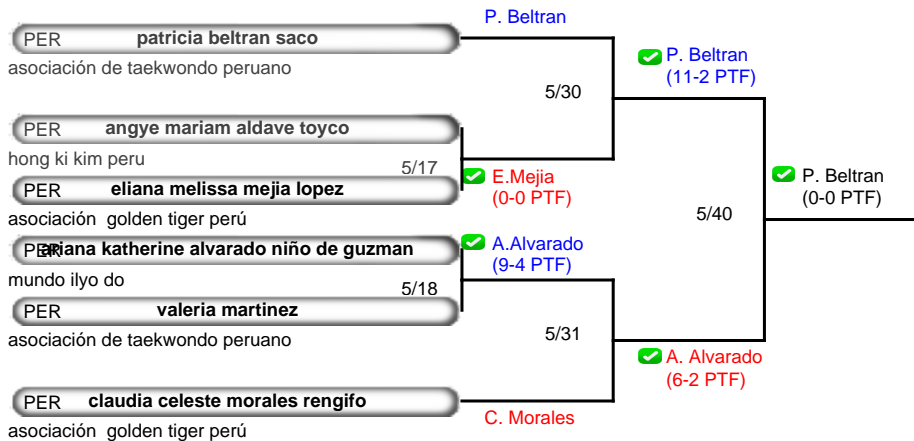 P. Beltran
PER patricia beltran saco
asociación de taekwondo peruano
P. Beltran
(11-2 PTF)
5/30
PER angye mariam aldave toyco
hong ki kim peru
5/17
E.Mejia
(0-0 PTF)
PER eliana melissa mejia lopez
asociación golden tiger perú
P. Beltran
(0-0 PTF)
5/40
PER ariana katherine alvarado niño de guzman
mundo ilyo do
A.Alvarado
(9-4 PTF)
5/18
PER valeria martinez
asociación de taekwondo peruano
5/31
A. Alvarado
(6-2 PTF)
PER claudia celeste morales rengifo
asociación golden tiger perú
C. Morales